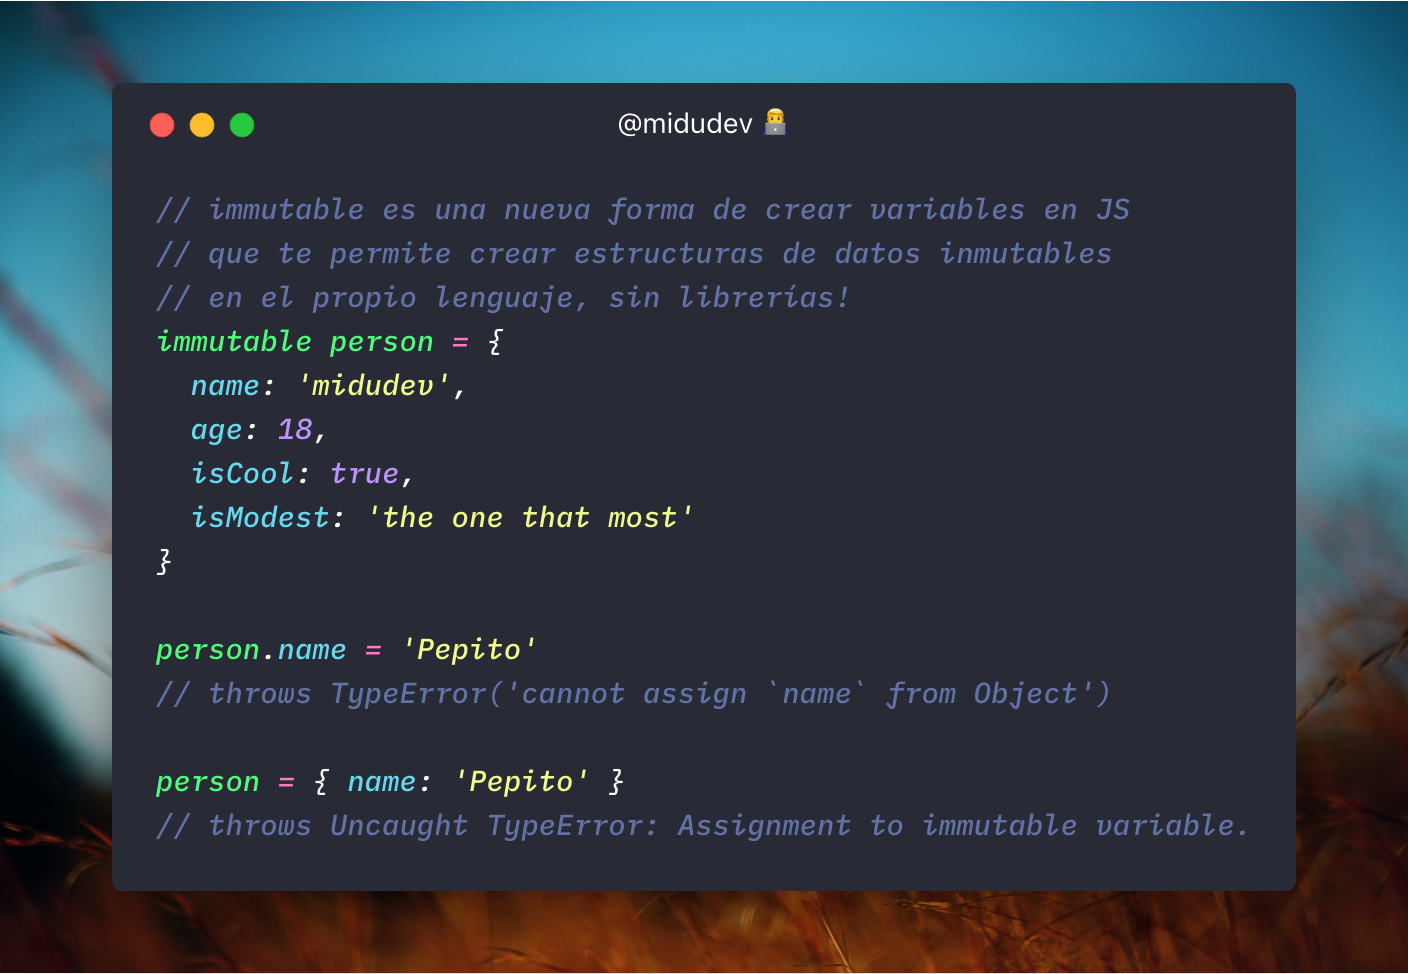 @midudev 👨‍💻
// immutable es una nueva forma de crear variables en JS
// que te permite crear estructuras de datos inmutables
// en el propio lenguaje, sin librerías!
immutable person = {
  name: 'midudev',
  age: 18,
  isCool: true,
  isModest: 'the one that most'
}
person.name = 'Pepito'
// throws TypeError('cannot assign `name` from Object')
person = { name: 'Pepito' }
// throws Uncaught TypeError: Assignment to immutable variable.